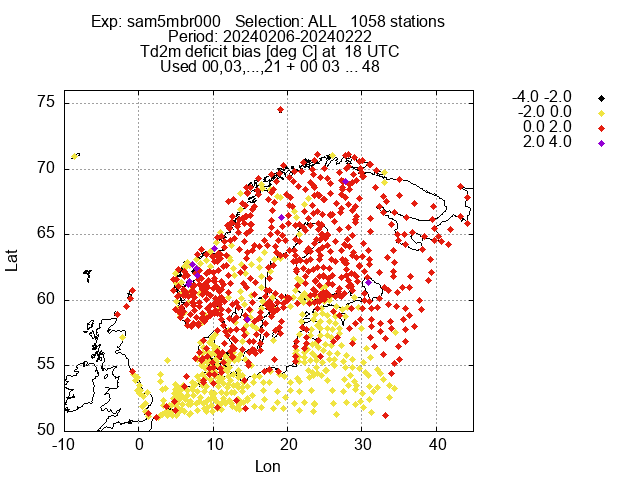 Exp: sam5mbr000 Selection: ALL 1058 stations
Period: 20240206-20240222
Td2m deficit bias [deg C] at 18 UTC
Used 00,03,...,21 + 00 03 ... 48
-4.0 -2.0
-2.0 0.0
0.0 2.0
2.0 4.0
75
70
65
60
55
50
Lat
-10 0 10 20 30 40
Lon